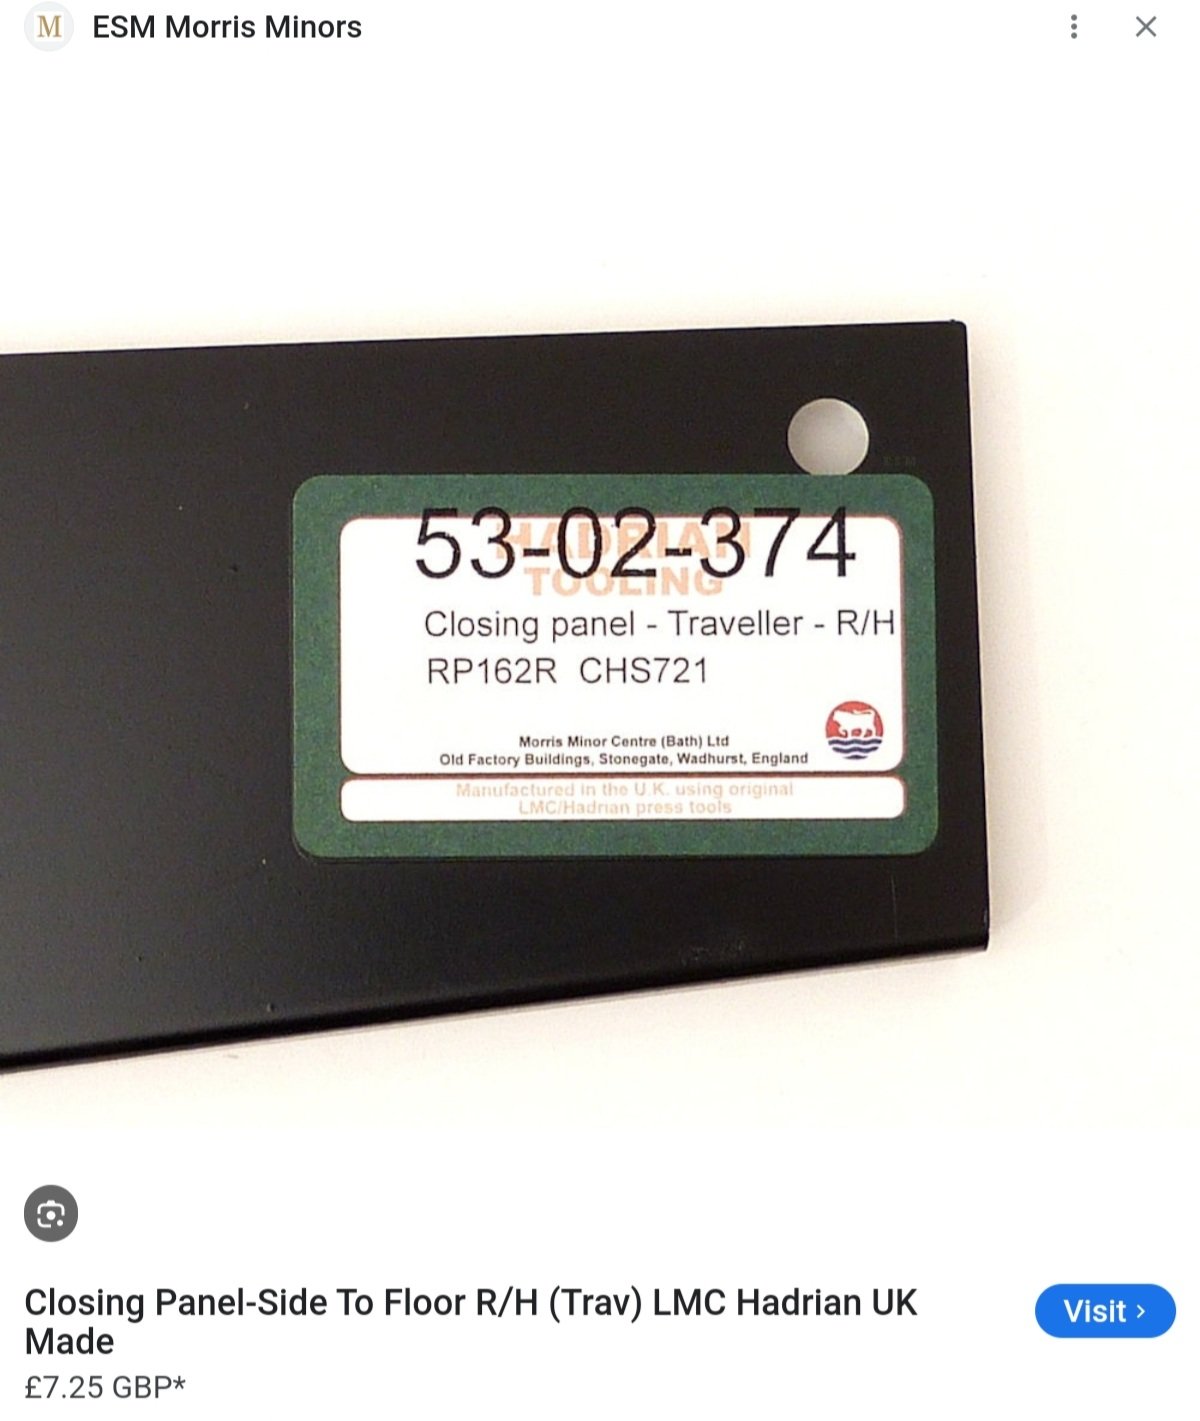 M ESM Morris Minors
HADRIAN
53-02-374
TOOLING
Closing panel - Traveller - R/H
RP162R CHS721
Morris Minor Centre (Bath) Ltd
Old Factory Buildings, Stonegate, Wadhurst, England
Manufactured in the U.K. using original
LMC/Hadrian press tools
Closing Panel-Side To Floor R/H (Trav) LMC Hadrian UK
Made
Visit ›
£7.25 GBP*